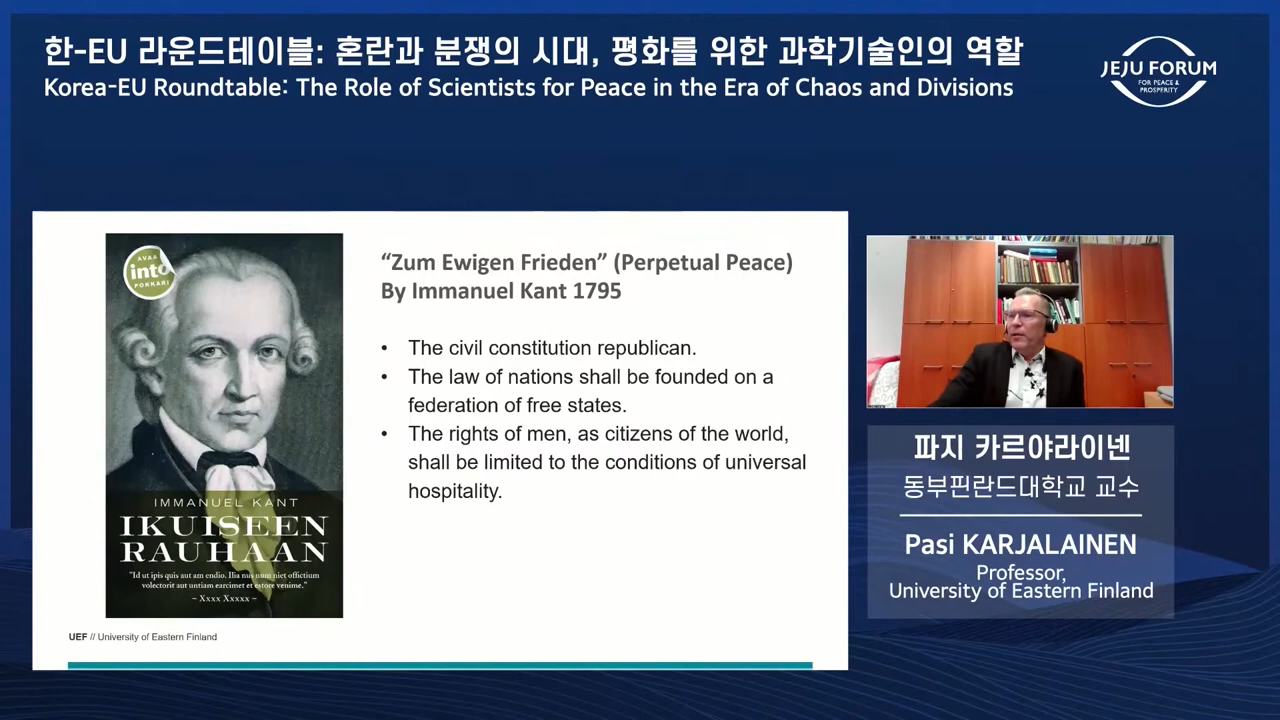 한-EU 라운드테이블: 혼란과 분쟁의 시대, 평화를 위한 과학기술인의 역할
Korea-EU Roundtable: The Role of Scientists for Peace in the Era of Chaos and Divisions
JEJU FORUM
FOR PEACE &
PROSPERITY
AVAA
into
POKKARI
IMMANUEL KANT
IKUISEEN
RAUHAAN
"Id ut ipis quis aut am endio. Ilia nus num niet offictium
volectorit aut untiam earcimet et estore venime."
~ Xxxx Xxxxx ~
“Zum Ewigen Frieden” (Perpetual Peace)
By Immanuel Kant 1795
• The civil constitution republican.
• The law of nations shall be founded on a
federation of free states.
• The rights of men, as citizens of the world,
shall be limited to the conditions of universal
hospitality.
UEF // University of Eastern Finland
파지 카르야라이넨
동부핀란드대학교 교수
Pasi KARJALAINEN
Professor,
University of Eastern Finland